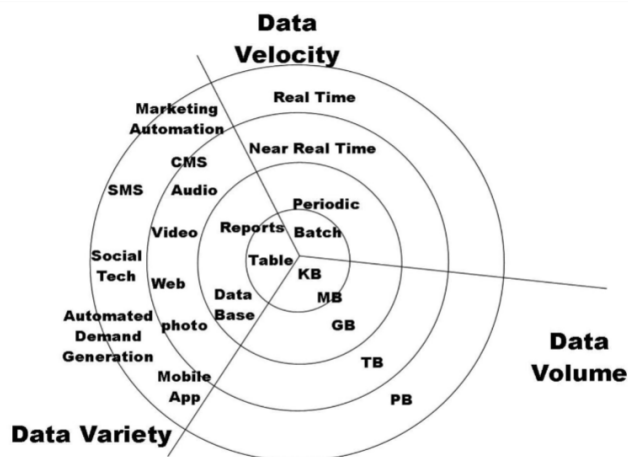 Data
Velocity
Real Time
Marketing
Automation
Near Real Time
CMS
SMS
Audio
Periodic
Reports
Batch
Video
Social
Tech
Table
KB
Web
Data
Base
MB
Automated
Demand
Generation
photo
GB
Data
Volume
TB
Mobile
App
PB
Data Variety